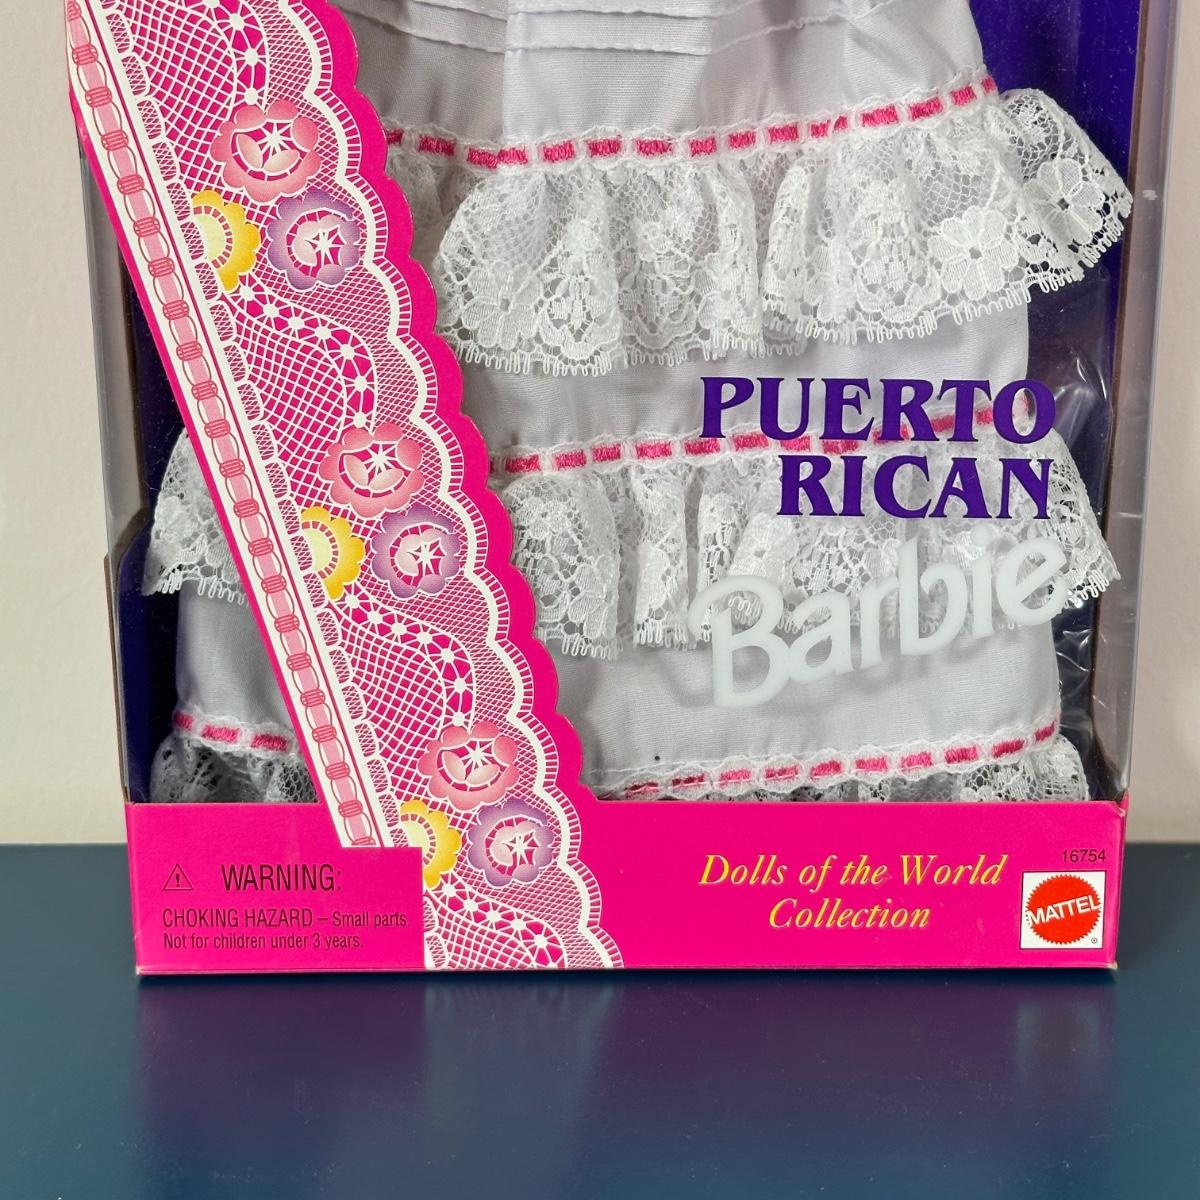 PUERTO
RICAN
Barbie
Dolls of the World
Collection
16754
MATTEL
®
WARNING:
CHOKING HAZARD – Small parts.
Not for children under 3 years.